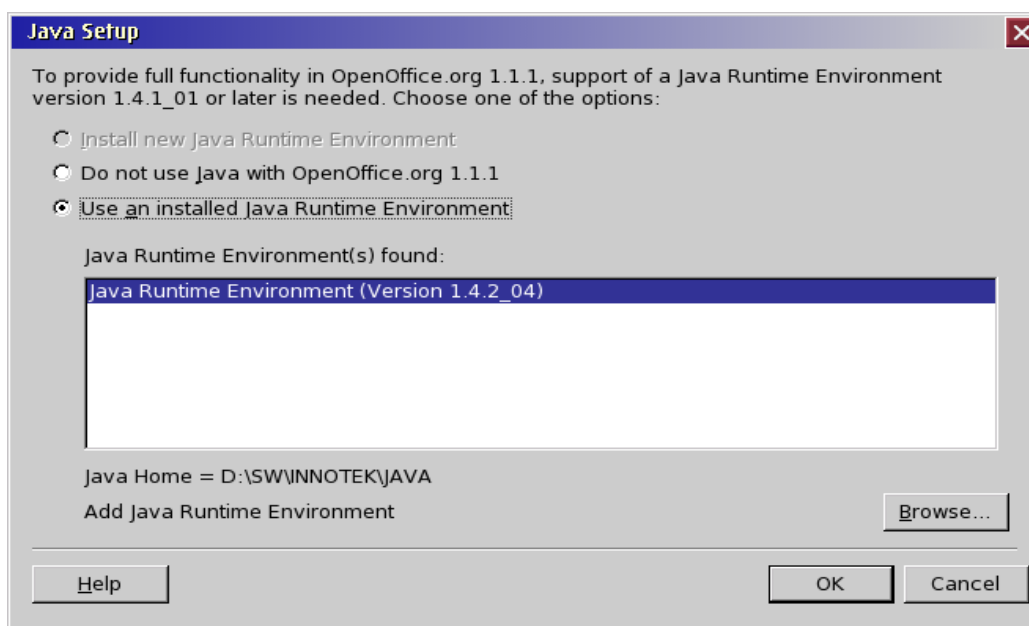 Java Setup
To provide full functionality in OpenOffice.org 1.1.1, support of a Java Runtime Environment
version 1.4.1_01 or later is needed. Choose one of the options:
Install new Java Runtime Environment
Do not use Java with OpenOffice.org 1.1.1
Use an installed Java Runtime Environment
Java Runtime Environment(s) found:
Java Runtime Environment (Version 1.4.2_04)
Java Home = D:\SW\INNOTEK\JAVA
Add Java Runtime Environment
Browse...
Help
OK
Cancel